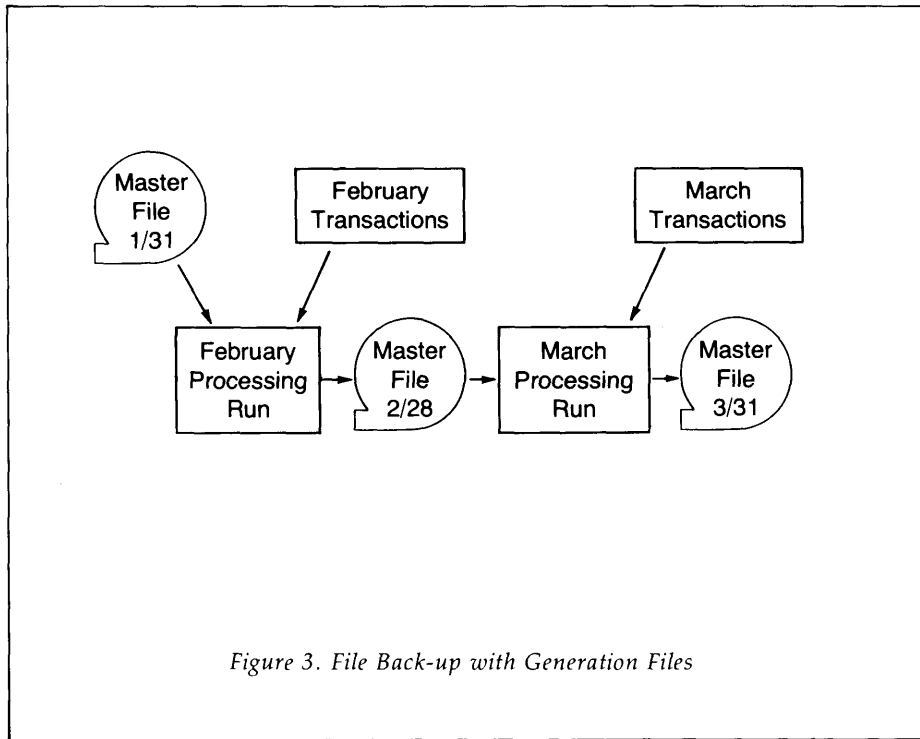 Master
File
1/31
February
Transactions
March
Transactions
February
Processing
Run
Master
File
2/28
March
Processing
Run
Master
File
3/31
Figure 3. File Back-up with Generation Files